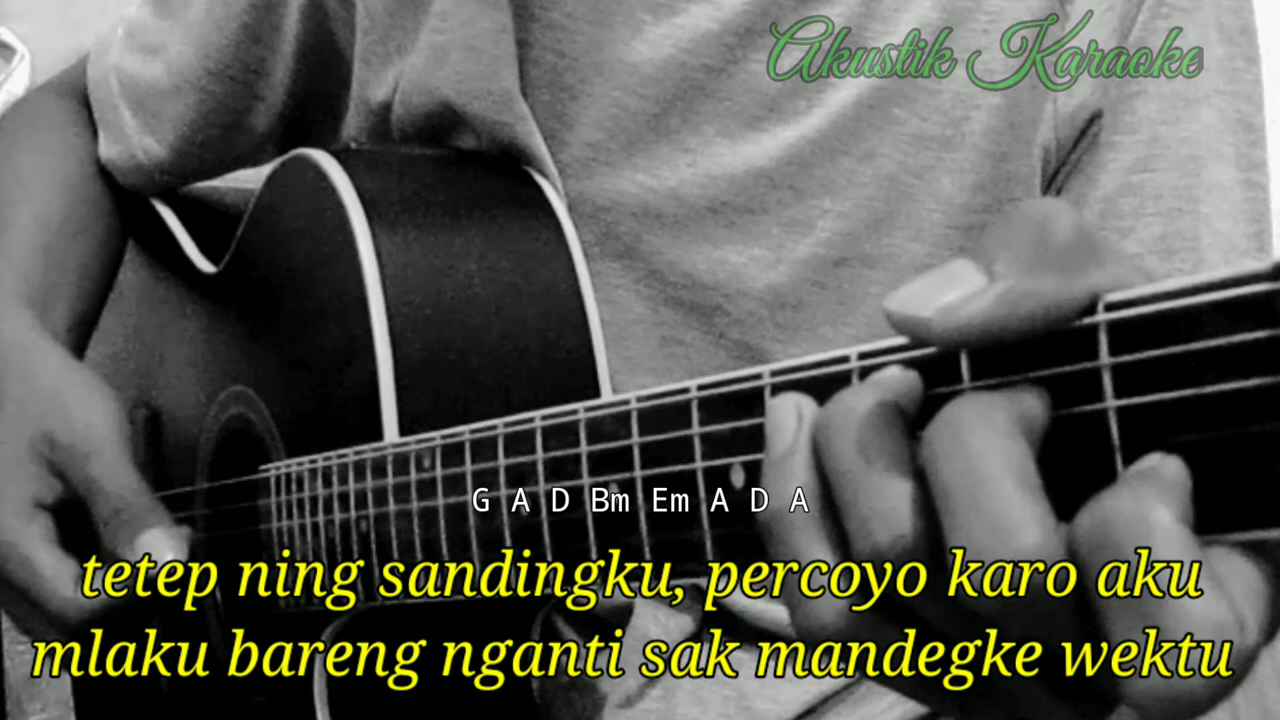 Akustik Karaoke
G A D Bm Em A D A
tetep ning sandingku, percoyo karo aku
mlaku bareng nganti sak mandegke wektu